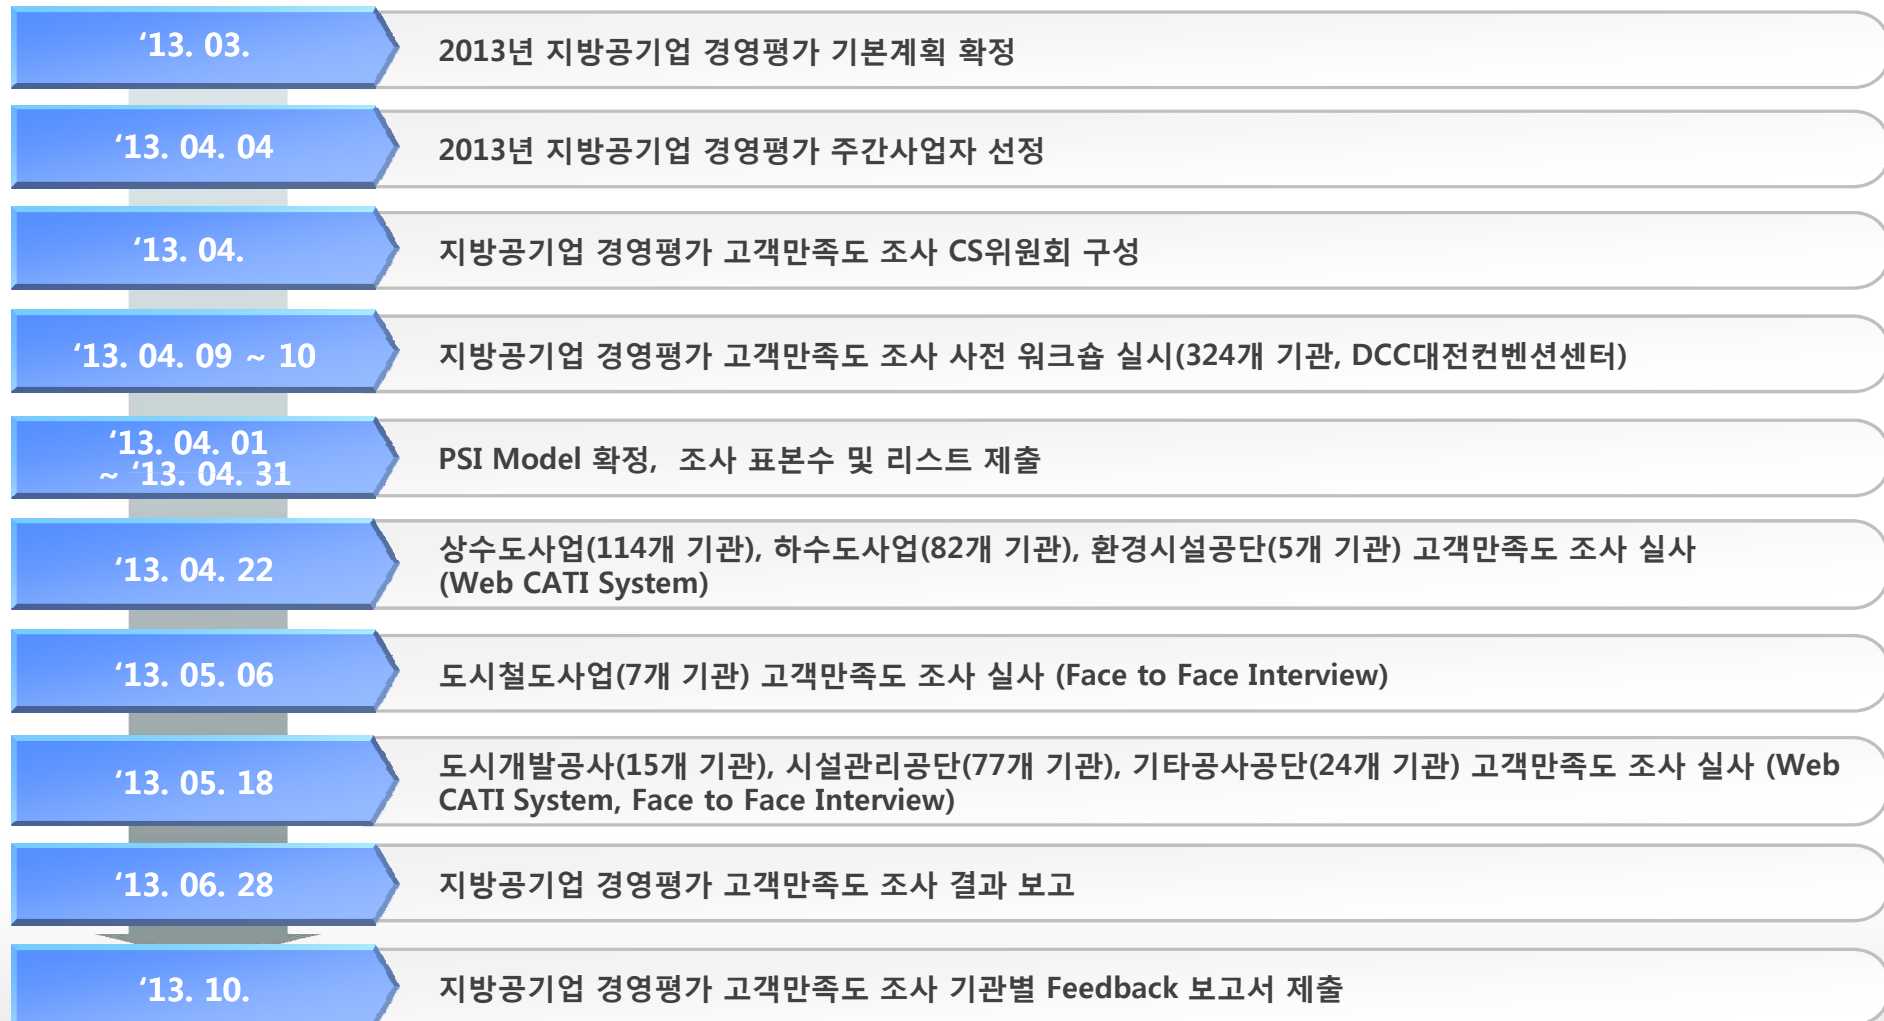 ‘13. 03.
2013년 지방공기업 경영평가 기본계획 확정
‘13. 04. 04
2013년 지방공기업 경영평가 주간사업자 선정
‘13. 04.
지방공기업 경영평가 고객만족도 조사 CS위원회 구성
‘13. 04. 09 ~ 10
지방공기업 경영평가 고객만족도 조사 사전 워크숍 실시(324개 기관, DCC대전컨벤션센터)
‘13. 04. 01
~ ‘13. 04. 31
PSI Model 확정, 조사 표본수 및 리스트 제출
‘13. 04. 22
상수도사업(114개 기관), 하수도사업(82개 기관), 환경시설공단(5개 기관) 고객만족도 조사 실사
(Web CATI System)
‘13. 05. 06
도시철도사업(7개 기관) 고객만족도 조사 실사 (Face to Face Interview)
‘13. 05. 18
도시개발공사(15개 기관), 시설관리공단(77개 기관), 기타공사공단(24개 기관) 고객만족도 조사 실사 (Web
CATI System, Face to Face Interview)
‘13. 06. 28
지방공기업 경영평가 고객만족도 조사 결과 보고
‘13. 10.
지방공기업 경영평가 고객만족도 조사 기관별 Feedback 보고서 제출